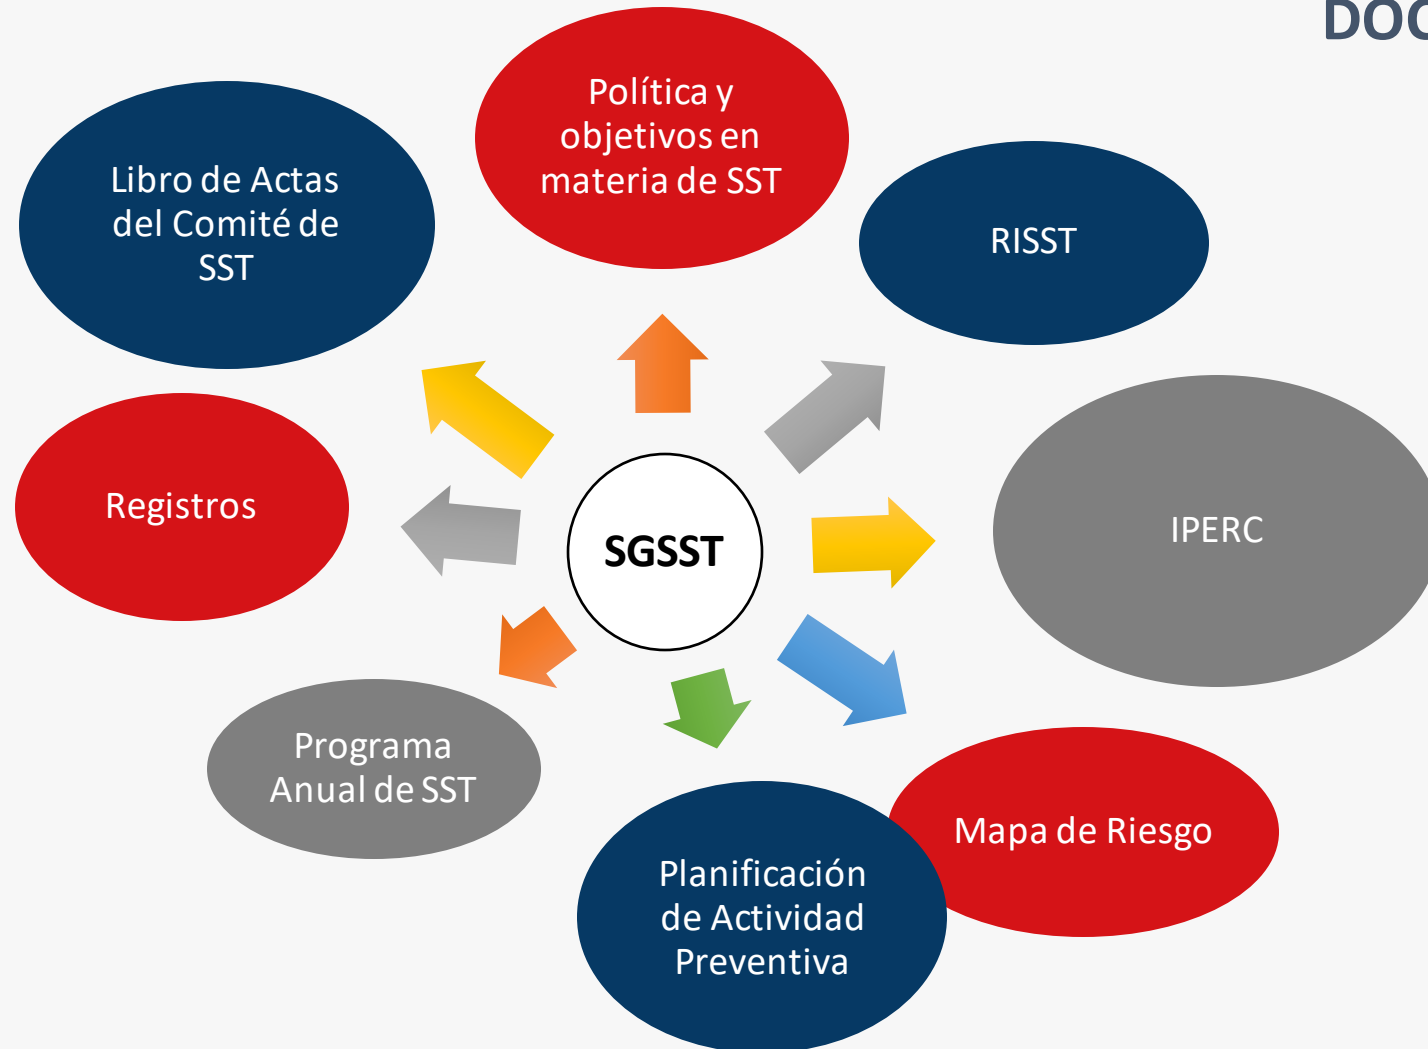 DOC
Política y
objetivos en
materia de SST
Libro de Actas
del Comité de
SST
RISST
Registros
IPERC
SGSST
Programa
Anual de SST
Mapa de Riesgo
Planificación
de Actividad
Preventiva